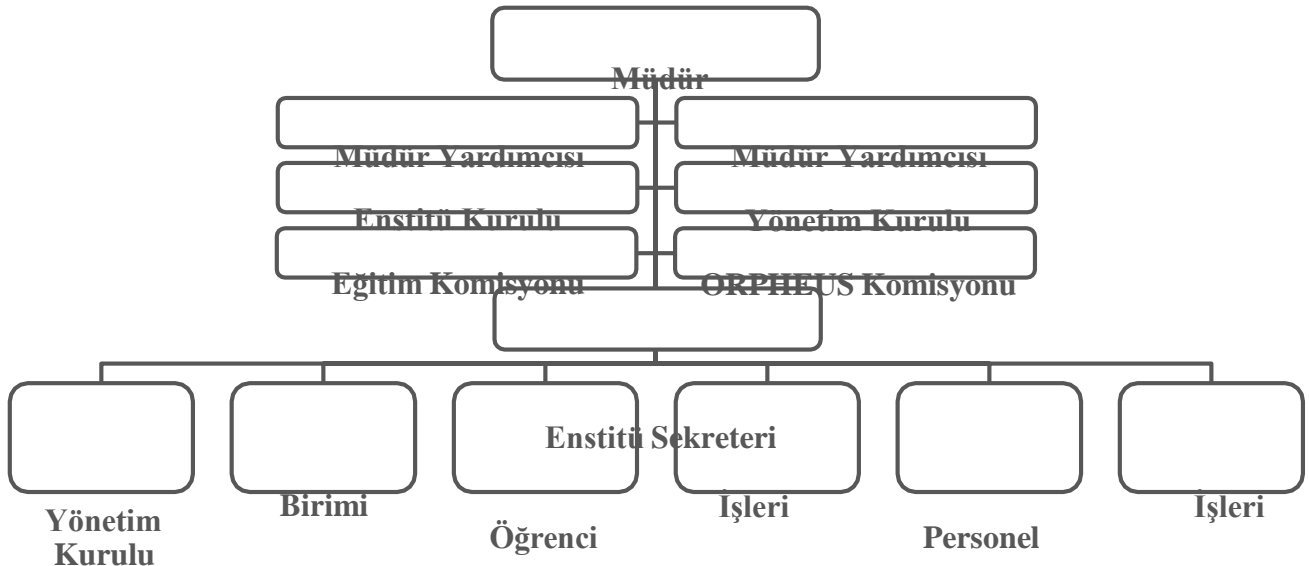 Müdür
Müdür Yardımcısı
Müdür Yardımcısı
Enstitü Kurulu
Yönetim Kurulu
Eğitim Komisyonu
ORPHEUS Komisyonu
Enstitü Sekreteri
Yönetim
Kurulu
Birimi
Öğrenci
İşleri
Personel
İşleri